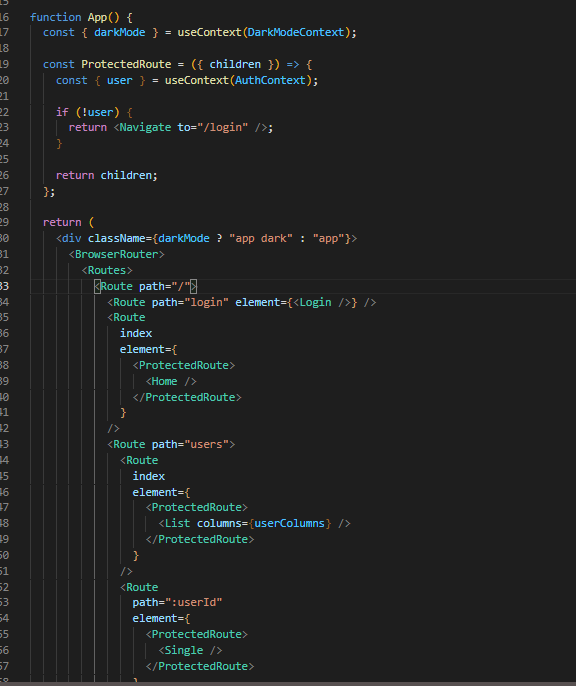 16 function App() {
17 const { darkMode } = useContext(DarkModeContext);
18
19 const ProtectedRoute = ({ children }) => {
20 const { user } = useContext(AuthContext);
21
22 if (!user) {
23 return <Navigate to="/login" />;
24 }
25
26 return children;
27 };
28
29 return (
30 <div className={darkMode ? "app dark" : "app"}>
31 <BrowserRouter>
32 <Routes>
33 <Route path="/">
34 <Route path="login" element={<Login />} />
35 <Route
36 index
37 element={
38 <ProtectedRoute>
39 <Home />
40 </ProtectedRoute>
41 }
42 />
43 <Route path="users">
44 <Route
45 index
46 element={
47 <ProtectedRoute>
48 <List columns={userColumns} />
49 </ProtectedRoute>
50 }
51 />
52 <Route
53 path=":userId"
54 element={
55 <ProtectedRoute>
56 <Single />
57 </ProtectedRoute>
58 }